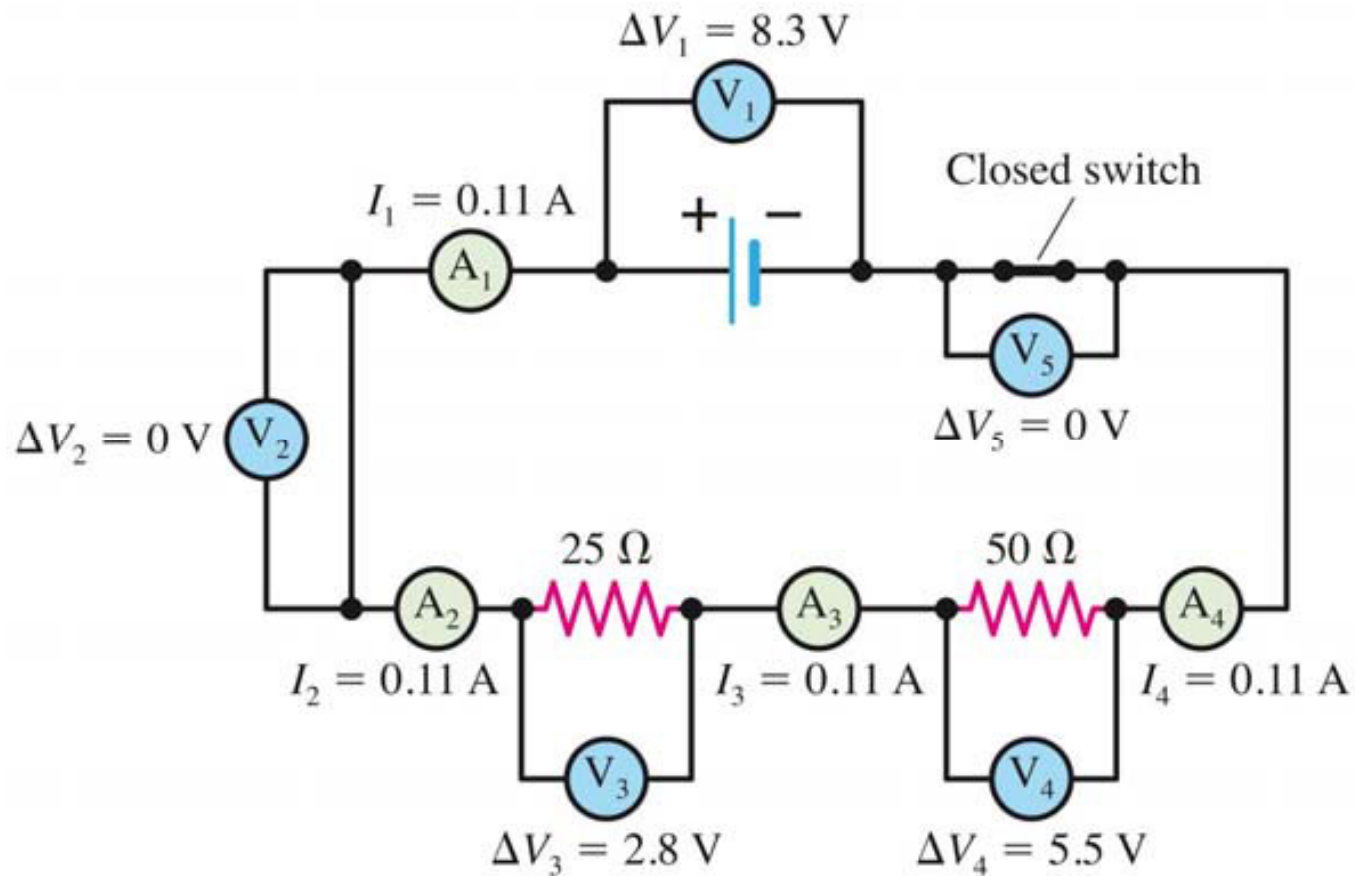 ΔV₁ = 8.3 V
V₁
Closed switch
I₁ = 0.11 A
+ −
A₁
V₅
ΔV₂ = 0 V
V₂
ΔV₅ = 0 V
25 Ω
50 Ω
A₂
A₃
A₄
I₂ = 0.11 A
I₃ = 0.11 A
I₄ = 0.11 A
V₃
V₄
ΔV₃ = 2.8 V
ΔV₄ = 5.5 V